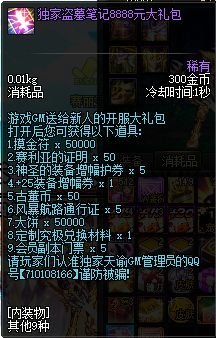 独家盗墓笔记8888元大礼包
稀有
0.01kg
300金币
消耗品
冷却时间1秒
游戏GM送给新人的开服大礼包
打开后您可获得以下道具:
1.摸金符 x 50000
2.赛利亚的证明 x 50
3.神圣的装备增幅护券 x 5
4.+25装备增幅券 x 1
5.古董币 x 50
6.风暴航路通行证 x 5
7.大饼 x 50000
8.定制究极兑换材料 x 1
9.会员副本门票 x 5
请玩家们认准独家天谕GM管理员的QQ
号【710108166】谨防被骗!
[内装物]
其他9种